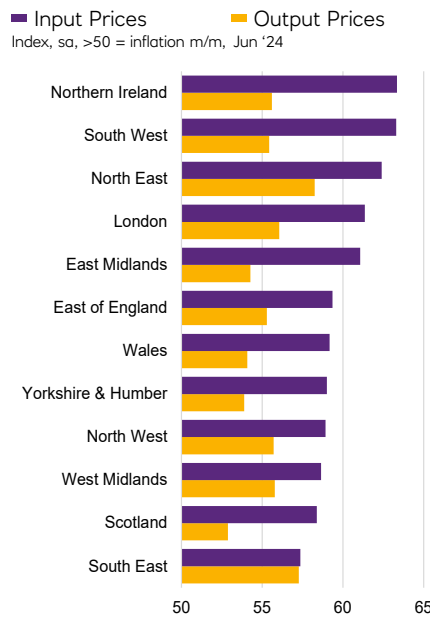 Input Prices Output Prices
Index, sa, >50 = inflation m/m, Jun ‘24
Northern Ireland
South West
North East
London
East Midlands
East of England
Wales
Yorkshire & Humber
North West
West Midlands
Scotland
South East
50 55 60 65